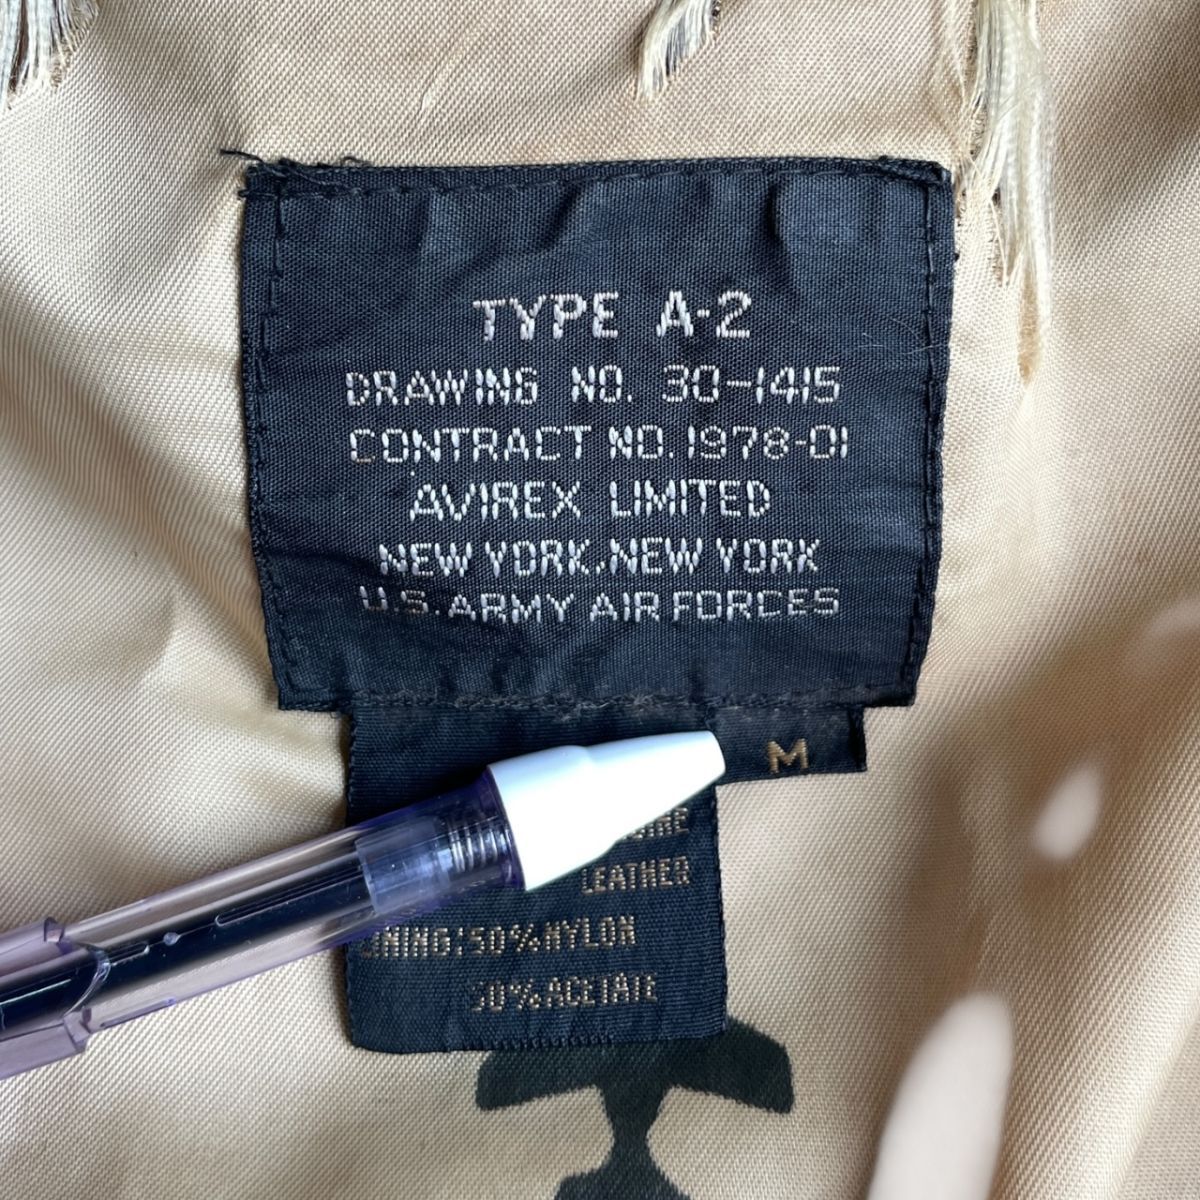 TYPE A-2
DRAWING NO. 30-1415
CONTRACT NO. 1978-01
AVIREX LIMITED
NEW YORK, NEW YORK
U.S. ARMY AIR FORCES
M
LEATHER
50% NYLON
50% ACETATE